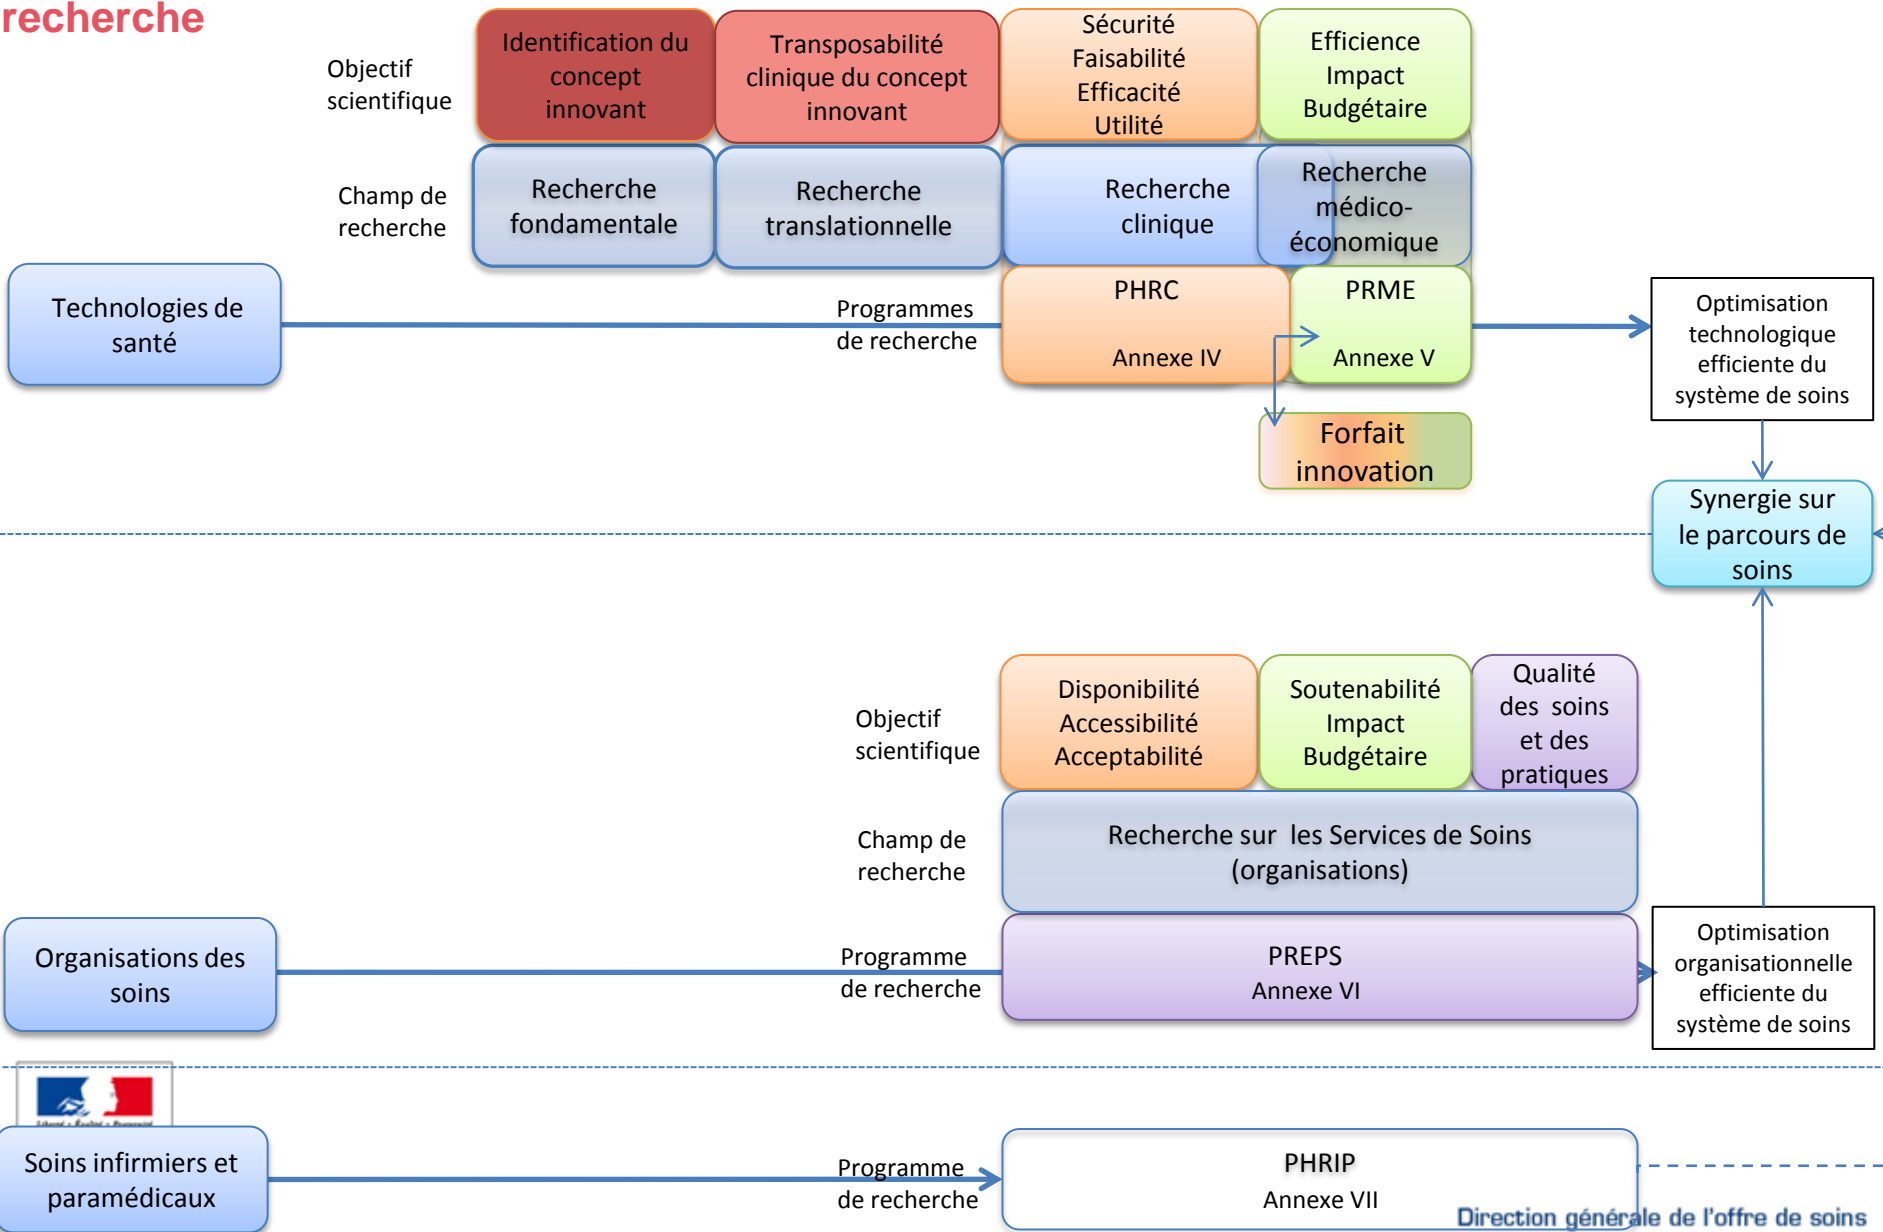 recherche
Objectif
scientifique
Identification du
concept
innovant
Transposabilité
clinique du concept
innovant
Sécurité
Faisabilité
Efficacité
Utilité
Efficience
Impact
Budgétaire
Champ de
recherche
Recherche
fondamentale
Recherche
translationnelle
Recherche
clinique
Recherche
médico-
économique
Technologies de
santé
Programmes
de recherche
PHRC
Annexe IV
PRME
Annexe V
Optimisation
technologique
efficiente du
système de soins
Forfait
innovation
Synergie sur
le parcours de
soins
Objectif
scientifique
Disponibilité
Accessibilité
Acceptabilité
Soutenabilité
Impact
Budgétaire
Qualité
des soins
et des
pratiques
Champ de
recherche
Recherche sur les Services de Soins
(organisations)
Organisations des
soins
Programme
de recherche
PREPS
Annexe VI
Optimisation
organisationnelle
efficiente du
système de soins
Liberté • Égalité • Fraternité
Soins infirmiers et
paramédicaux
Programme
de recherche
PHRIP
Annexe VII
Direction générale de l'offre de soins